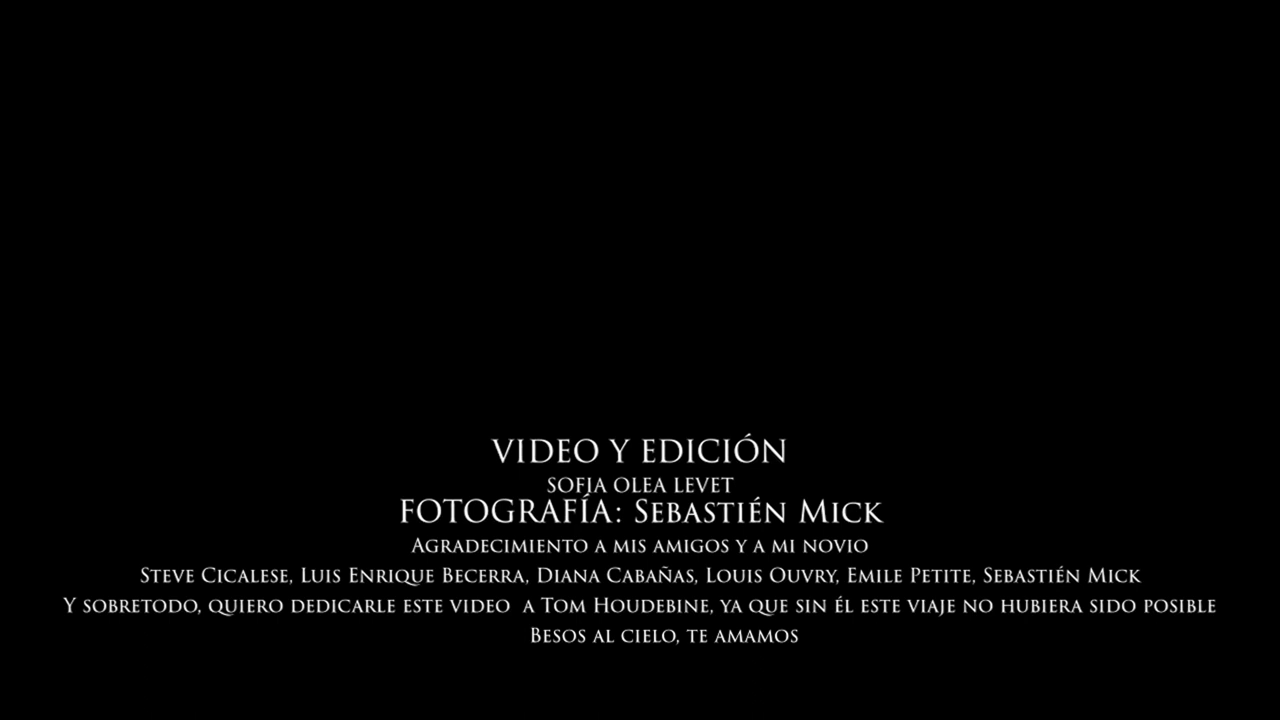 VIDEO Y EDICIÓN
SOFIA OLEA LEVET
FOTOGRAFÍA: SEBASTIÉN MICK
AGRADECIMIENTO A MIS AMIGOS Y A MI NOVIO
STEVE CICALESE, LUIS ENRIQUE BECERRA, DIANA CABAÑAS, LOUIS OUVRY, EMILE PETITE, SEBASTIÉN MICK
Y SOBRETODO, QUIERO DEDICARLE ESTE VIDEO A TOM HOUDEBINE, YA QUE SIN ÉL ESTE VIAJE NO HUBIERA SIDO POSIBLE
BESOS AL CIELO, TE AMAMOS